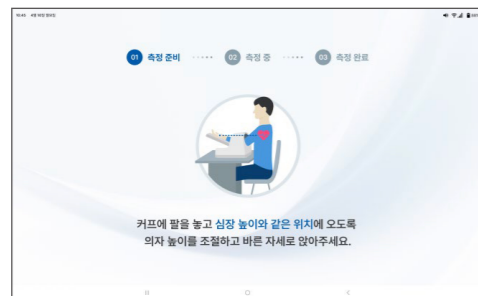 01 측정 준비 02 측정 중 03 측정 완료
커프에 팔을 놓고 심장 높이와 같은 위치에 오도록
의자 높이를 조절하고 바른 자세로 앉아주세요.